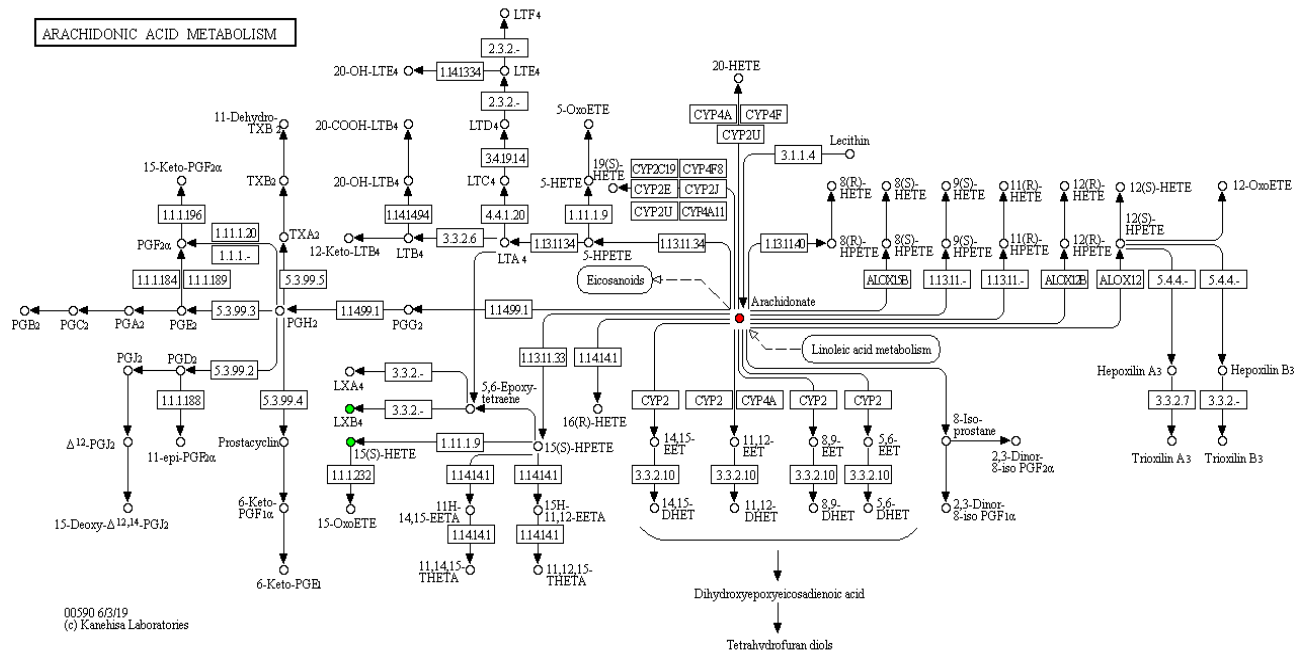 ARACHIDONIC ACID METABOLISM
LTF4
2.3.2.-
20-OH-LTE4
1.14.13.34
LTE4
20-HETE
2.3.2.-
11-Dehydro-
TXB2
20-COOH-LTB4
LTD4
5-OxoETE
CYP4A
CYP4F
CYP2U
Lecithin
3.1.1.4
3.4.19.14
15-Keto-PGF2α
TXB2
20-OH-LTB4
LTC4
5-HETE
19(S)-
HETE
CYP2C19
CYP4F8
CYP2E
CYP2J
CYP2U
CYP4A11
8(R)-
HETE
8(S)-
HETE
9(S)-
HETE
11(R)-
HETE
12(R)-
HETE
12(S)-HETE
12-OxoETE
1.1.1.196
1.14.14.94
4.4.1.20
1.11.1.9
1.11.1.20
1.1.1.-
TXA2
12-Keto-LTB4
LTB4
3.3.2.6
LTA4
1.13.11.34
5-HPETE
1.13.11.34
1.13.11.40
8(R)-
HPETE
8(S)-
HPETE
9(S)-
HPETE
11(R)-
HPETE
12(R)-
HPETE
12(S)-
HPETE
PGF2α
1.1.1.184
1.1.1.189
5.3.99.5
Eicosanoids
ALOX15B
1.13.11.-
1.13.11.-
ALOX12B
ALOX12
5.4.4.-
5.4.4.-
Arachidonate
PGB2
PGC2
PGA2
PGE2
5.3.99.3
PGH2
1.14.99.1
PGG2
1.14.99.1
Linoleic acid metabolism
1.13.11.33
1.14.14.1
PGJ2
PGD2
5.3.99.2
LXA4
3.3.2.-
5,6-Epoxy-
tetraene
Hepoxilin A3
Hepoxilin B3
1.1.1.188
5.3.99.4
LXB4
3.3.2.-
16(R)-HETE
CYP2
CYP2
CYP4A
CYP2
CYP2
3.3.2.7
3.3.2.-
8-Iso-
prostane
Δ12-PGJ2
11-epi-PGF2α
Prostacyclin
15(S)-HETE
1.11.1.9
15(S)-HPETE
14,15-
EET
11,12-
EET
8,9-
EET
5,6-
EET
2,3-Dinor-
8-iso PGF2α
Trioxilin A3
Trioxilin B3
1.1.1.232
1.14.14.1
1.14.14.1
3.3.2.10
3.3.2.10
3.3.2.10
3.3.2.10
15-Deoxy-Δ12,14-PGJ2
6-Keto-
PGF1α
15-OxoETE
11H-
14,15-EETA
15H-
11,12-EETA
14,15-
DHET
11,12-
DHET
8,9-
DHET
5,6-
DHET
2,3-Dinor-
8-iso PGF1α
1.14.14.1
1.14.14.1
6-Keto-PGE1
11,14,15-
THETA
11,12,15-
THETA
Dihydroxyepoxyeicosadienoic acid
Tetrahydrofuran diols
00590 6/3/19
(c) Kanehisa Laboratories